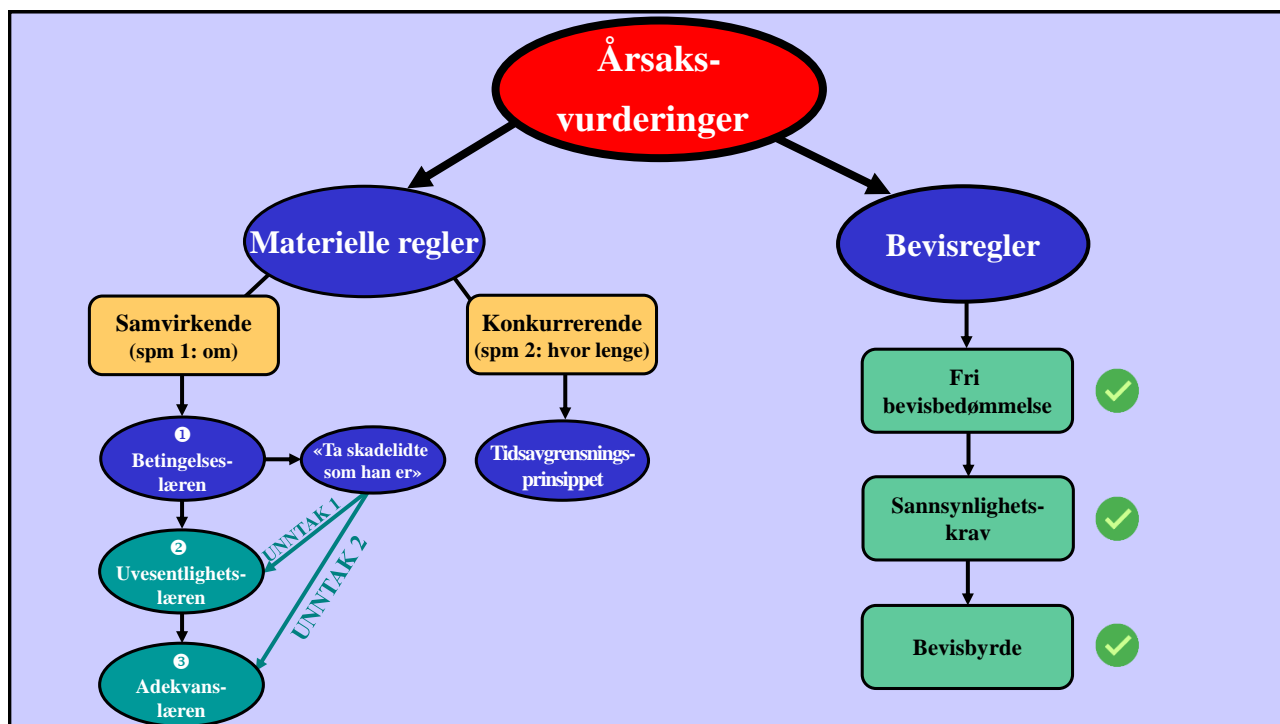 Årsaks-
vurderinger
Materielle regler
Bevisregler
Samvirkende
(spm 1: om)
Konkurrerende
(spm 2: hvor lenge)
Fri
bevisbedømmelse
❶
Betingelses-
læren
«Ta skadelidte
som han er»
Tidsavgrensnings-
prinsippet
Sannsynlighets-
krav
UNNTAK 1
UNNTAK 2
❷
Uvesentlighets-
læren
Bevisbyrde
❸
Adekvans-
læren